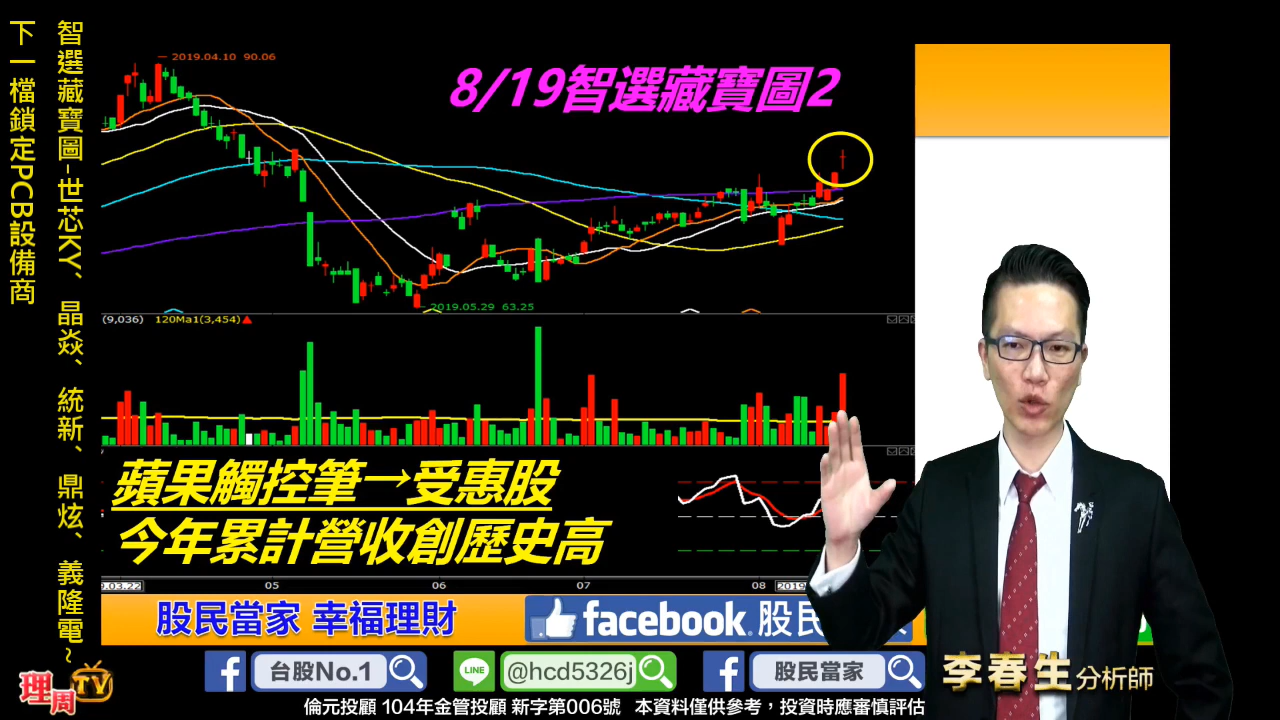 智選藏寶圖-世芯KY、晶焱、統新、鼎炫、義隆電~
下一檔鎖定PCB設備商
2019.04.10 90.06
8/19智選藏寶圖2
2019.05.29 63.25
(9,036) 120Ma1(3,454)
蘋果觸控筆→受惠股
今年累計營收創歷史高
9.03.22 05 06 07 08 2019
股民當家 幸福理財
facebook 股民
台股No.1
LINE @hcd5326j
股民當家
李春生分析師
理周TV
倫元投顧 104年金管投顧 新字第006號 本資料僅供參考,投資時應審慎評估